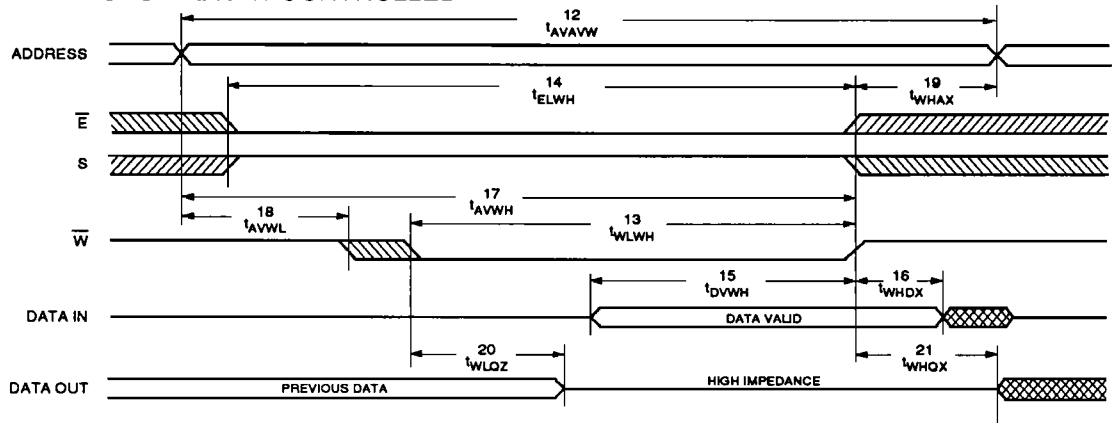 12
tAVAVW
ADDRESS
14
tELWH
19
tWHAX
E
S
17
tAVWH
18
tAVWL
13
tWLWH
W
15
tDVWH
16
tWHDX
DATA IN
DATA VALID
20
tWLQZ
21
tWHQX
DATA OUT
PREVIOUS DATA
HIGH IMPEDANCE